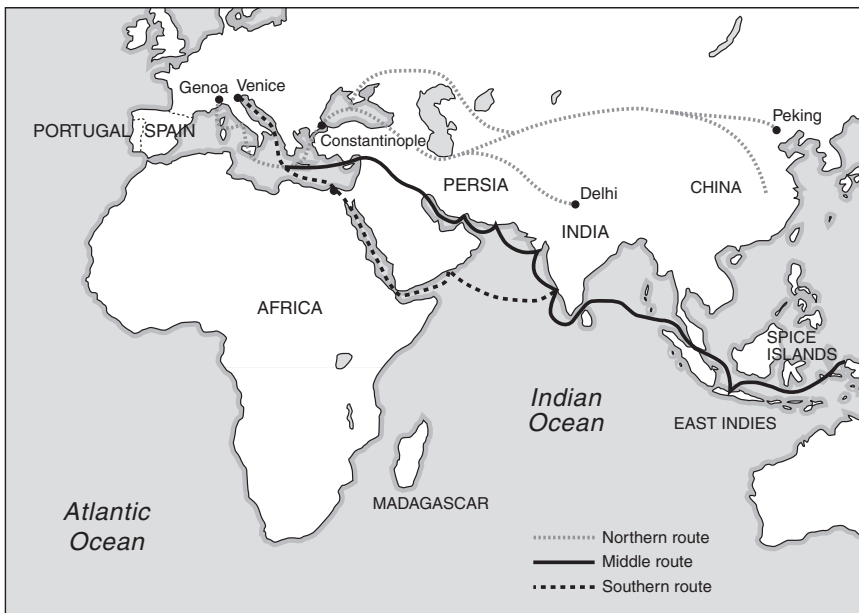 Genoa
Venice
PORTUGAL
SPAIN
Constantinople
Peking
PERSIA
CHINA
Delhi
INDIA
AFRICA
SPICE
ISLANDS
Indian
Ocean
EAST INDIES
MADAGASCAR
Atlantic
Ocean
Northern route
Middle route
Southern route